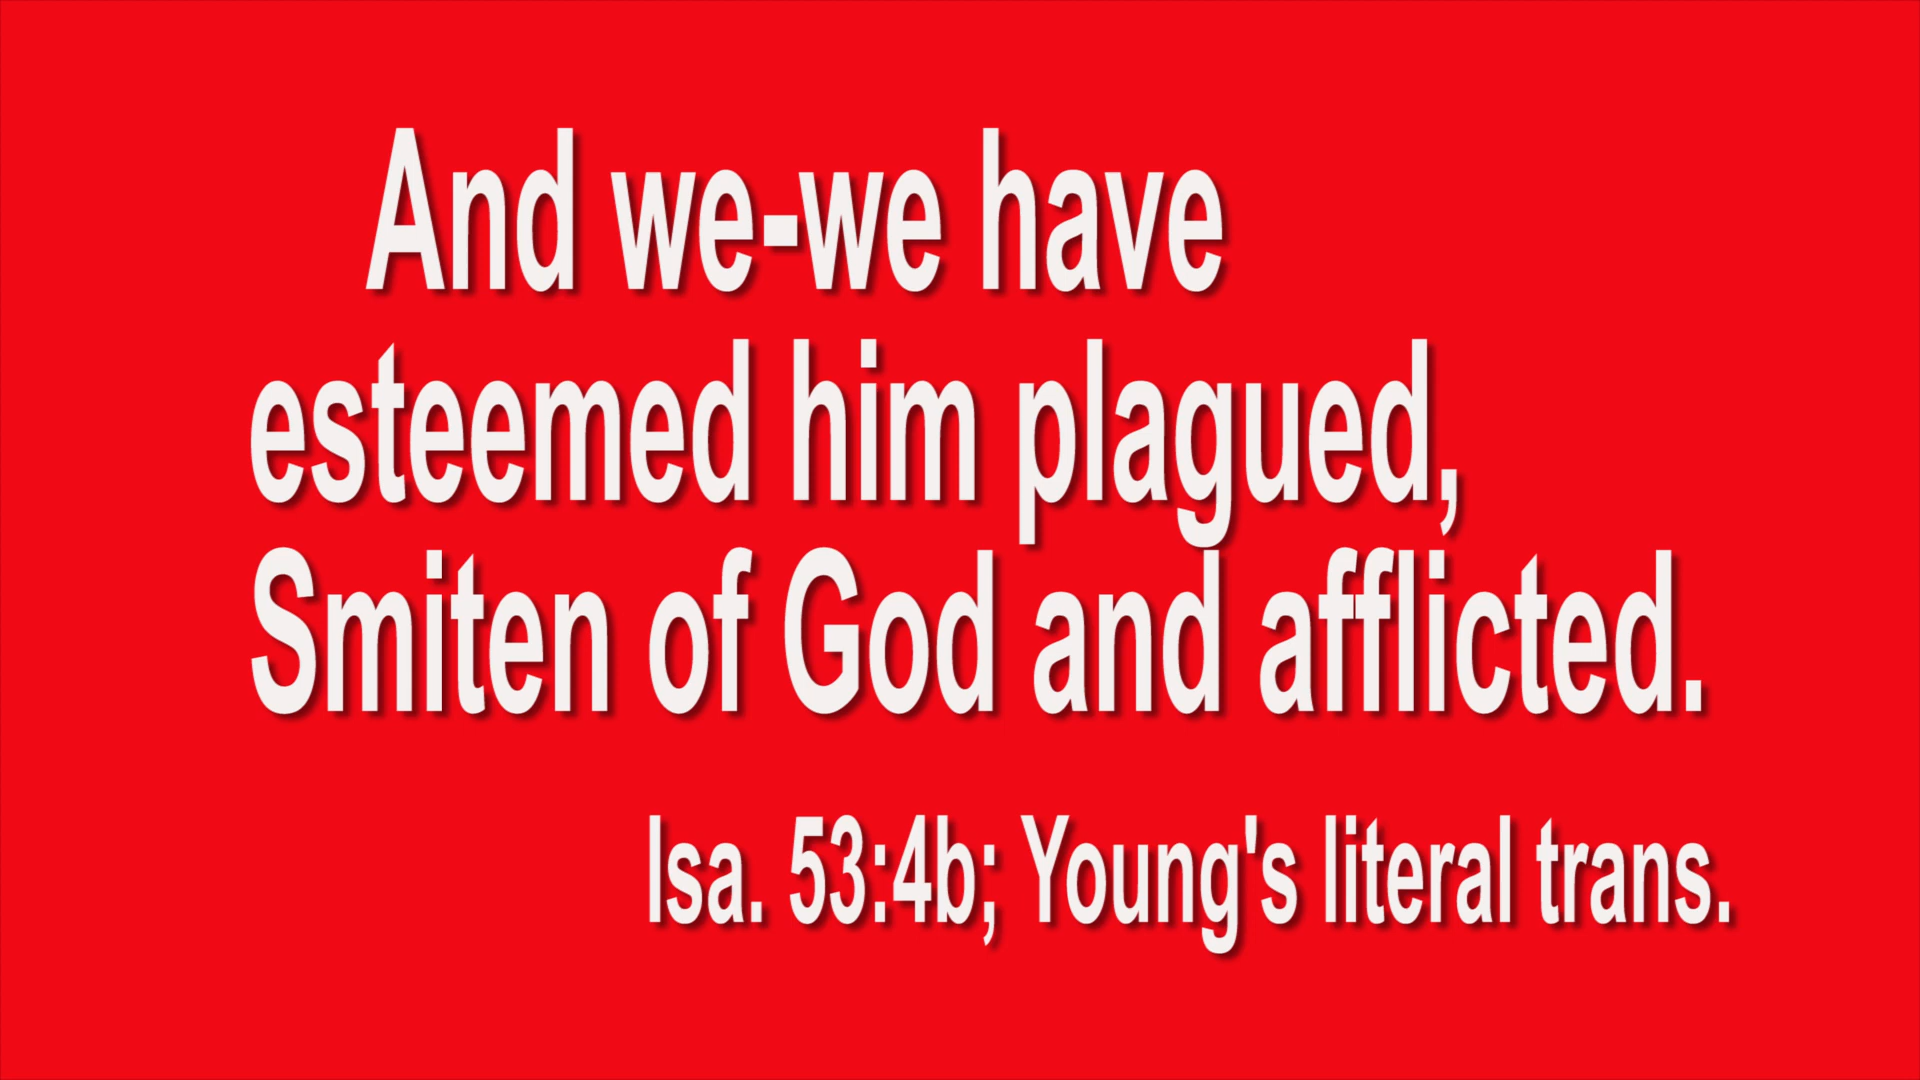 And we-we have
esteemed him plagued,
Smiten of God and afflicted.
Isa. 53:4b; Young's literal trans.